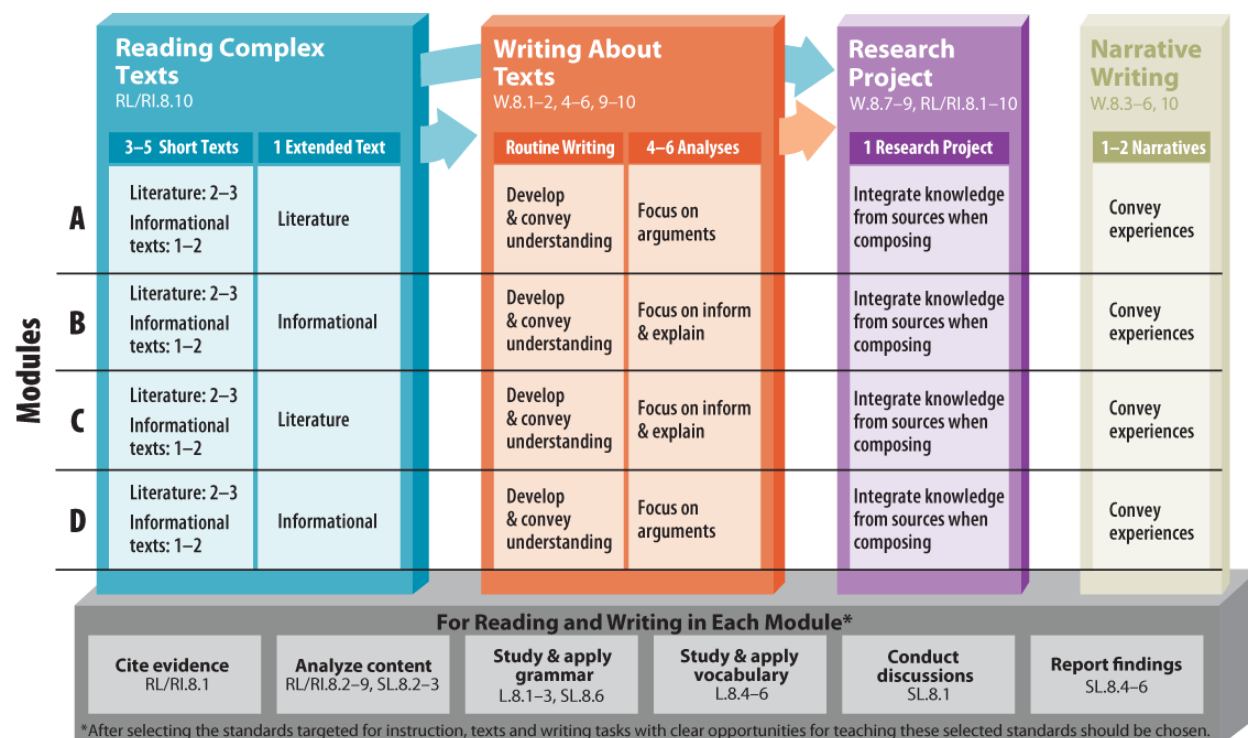 Reading Complex
Texts
RL/RI.8.10
3–5 Short Texts
1 Extended Text
Writing About
Texts
W.8.1–2, 4–6, 9–10
Routine Writing
4–6 Analyses
Research
Project
W.8.7–9, RL/RI.8.1–10
1 Research Project
Narrative
Writing
W.8.3–6, 10
1–2 Narratives
Modules
A
Literature: 2–3
Informational
texts: 1–2
Literature
Develop
& convey
understanding
Focus on
arguments
Integrate knowledge
from sources when
composing
Convey
experiences
B
Literature: 2–3
Informational
texts: 1–2
Informational
Develop
& convey
understanding
Focus on inform
& explain
Integrate knowledge
from sources when
composing
Convey
experiences
C
Literature: 2–3
Informational
texts: 1–2
Literature
Develop
& convey
understanding
Focus on inform
& explain
Integrate knowledge
from sources when
composing
Convey
experiences
D
Literature: 2–3
Informational
texts: 1–2
Informational
Develop
& convey
understanding
Focus on
arguments
Integrate knowledge
from sources when
composing
Convey
experiences
For Reading and Writing in Each Module*
Cite evidence
RL/RI.8.1
Analyze content
RL/RI.8.2–9, SL.8.2–3
Study & apply
grammar
L.8.1–3, SL.8.6
Study & apply
vocabulary
L.8.4–6
Conduct
discussions
SL.8.1
Report findings
SL.8.4–6
*After selecting the standards targeted for instruction, texts and writing tasks with clear opportunities for teaching these selected standards should be chosen.